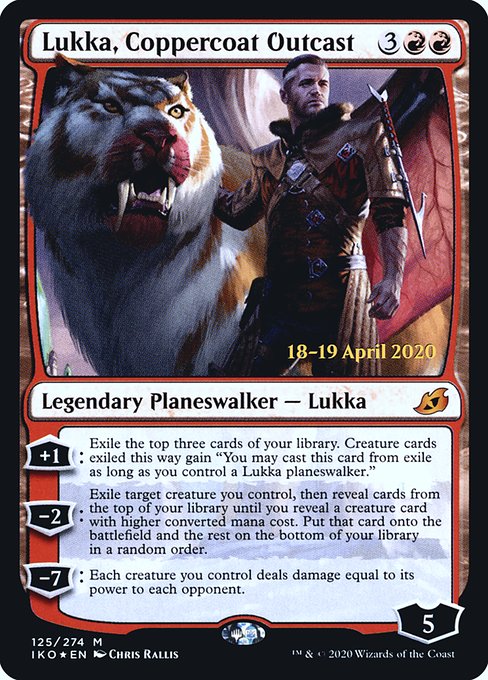 Lukka, Coppercoat Outcast 3
18–19 April 2020
Legendary Planeswalker — Lukka
+1: Exile the top three cards of your library. Creature cards
exiled this way gain “You may cast this card from exile
as long as you control a Lukka planeswalker.”
−2: Exile target creature you control, then reveal cards from
the top of your library until you reveal a creature card
with higher converted mana cost. Put that card onto the
battlefield and the rest on the bottom of your library
in a random order.
−7: Each creature you control deals damage equal to its
power to each opponent.
5
125/274 M
IKO★EN Chris Rallis
™ & © 2020 Wizards of the Coast